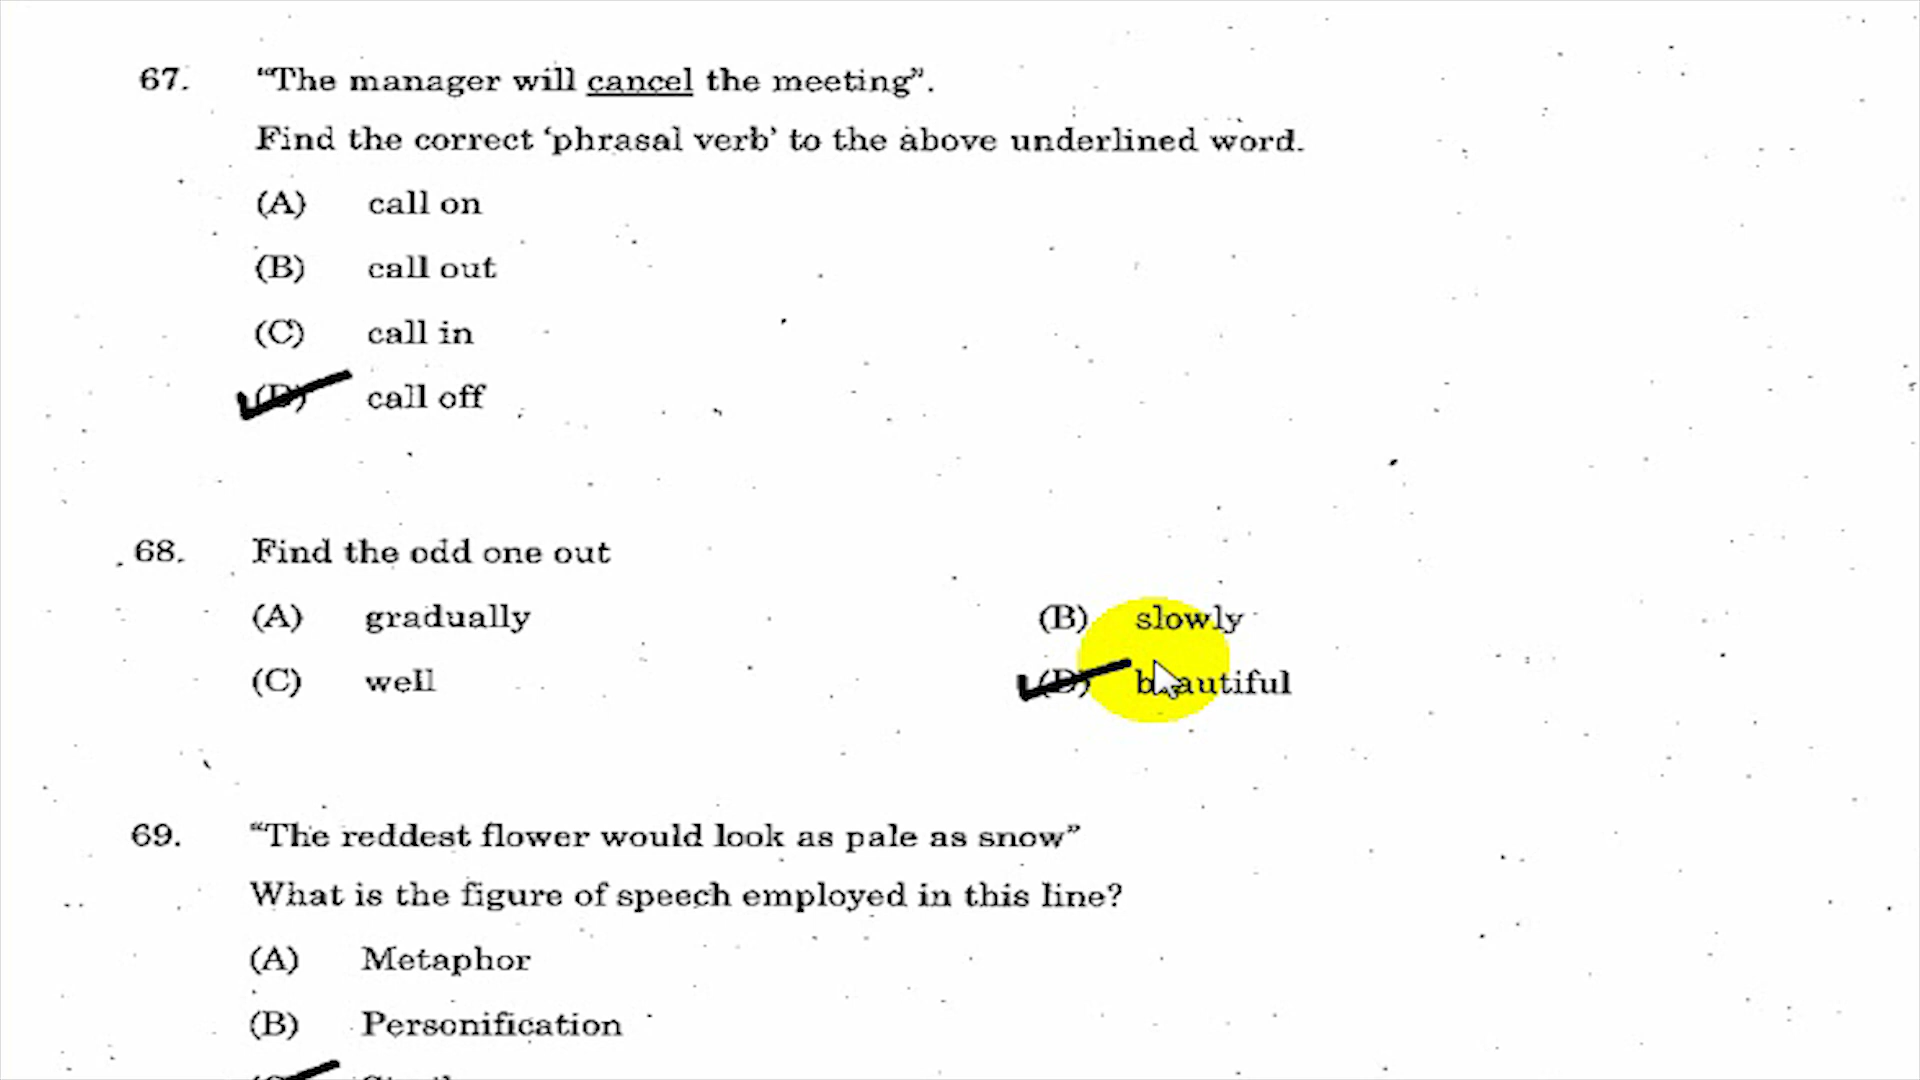 67. “The manager will cancel the meeting”.
Find the correct ‘phrasal verb’ to the above underlined word.
(A) call on
(B) call out
(C) call in
(D) call off
68. Find the odd one out
(A) gradually (B) slowly
(C) well (D) beautiful
69. “The reddest flower would look as pale as snow”
What is the figure of speech employed in this line?
(A) Metaphor
(B) Personification